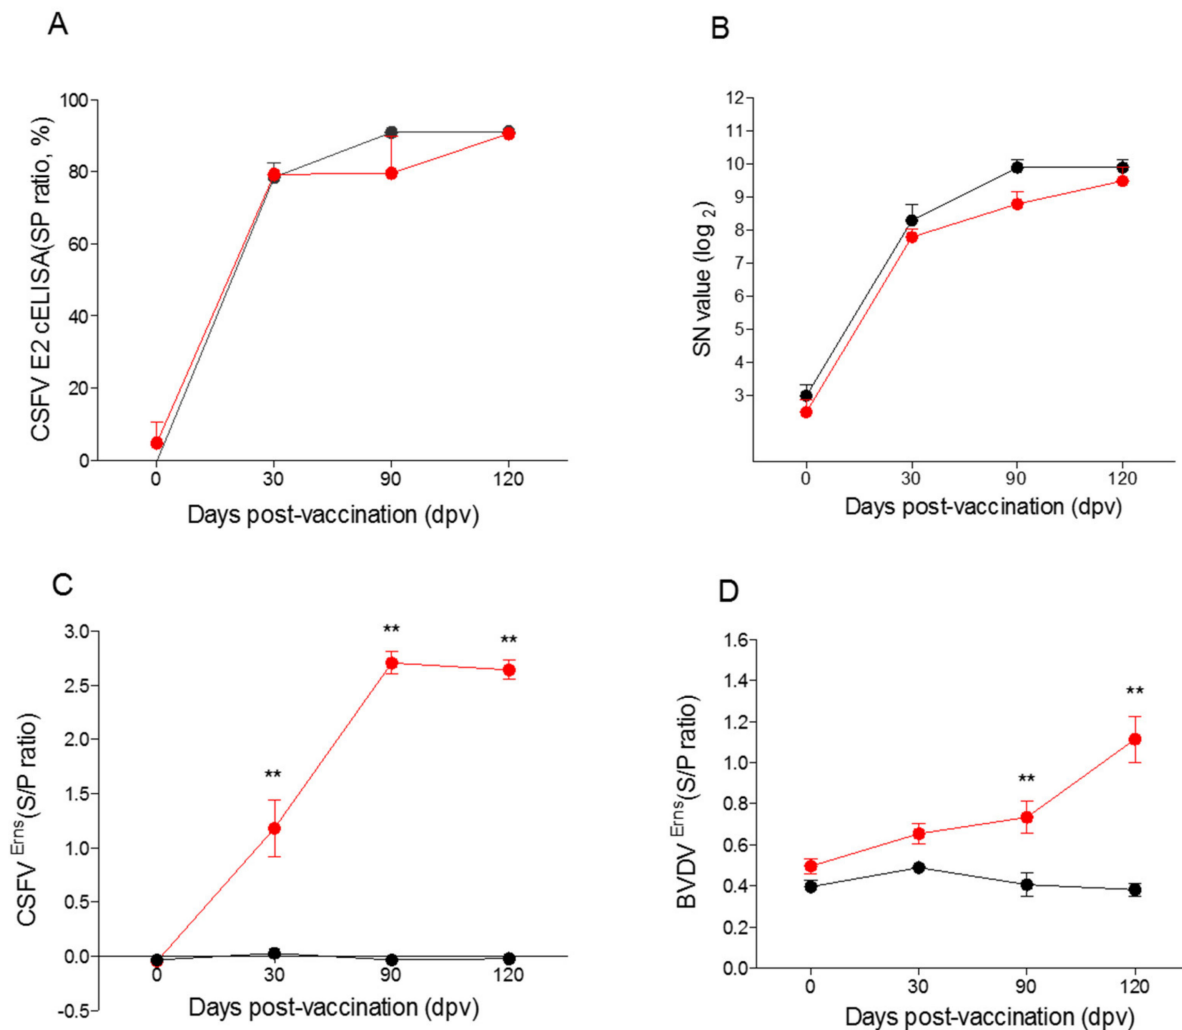 A
CSFV E2 cELISA(SP ratio, %)
100
80
60
40
20
0
0 30 90 120
Days post-vaccination (dpv)
B
SN value (log 2)
12
11
10
9
8
7
6
5
4
3
0 30 90 120
Days post-vaccination (dpv)
C
CSFV Erns(S/P ratio)
3.0
2.5
2.0
1.5
1.0
0.5
0.0
-0.5
**
**
**
0 30 90 120
Days post-vaccination (dpv)
D
BVDV Erns(S/P ratio)
1.6
1.4
1.2
1.0
0.8
0.6
0.4
0.2
0.0
**
**
0 30 90 120
Days post-vaccination (dpv)